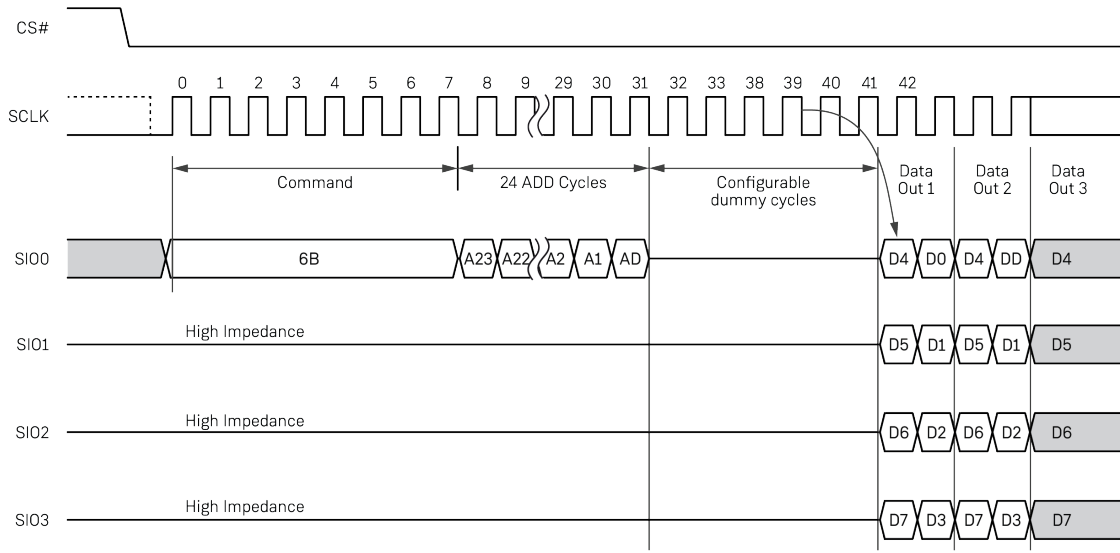 CS#
0 1 2 3 4 5 6 7 8 9 29 30 31 32 33 38 39 40 41 42
SCLK
Command
24 ADD Cycles
Configurable
dummy cycles
Data
Out 1
Data
Out 2
Data
Out 3
SIO0 6B A23 A22 A2 A1 AD D4 D0 D4 DD D4
High Impedance
SIO1 D5 D1 D5 D1 D5
High Impedance
SIO2 D6 D2 D6 D2 D6
High Impedance
SIO3 D7 D3 D7 D3 D7